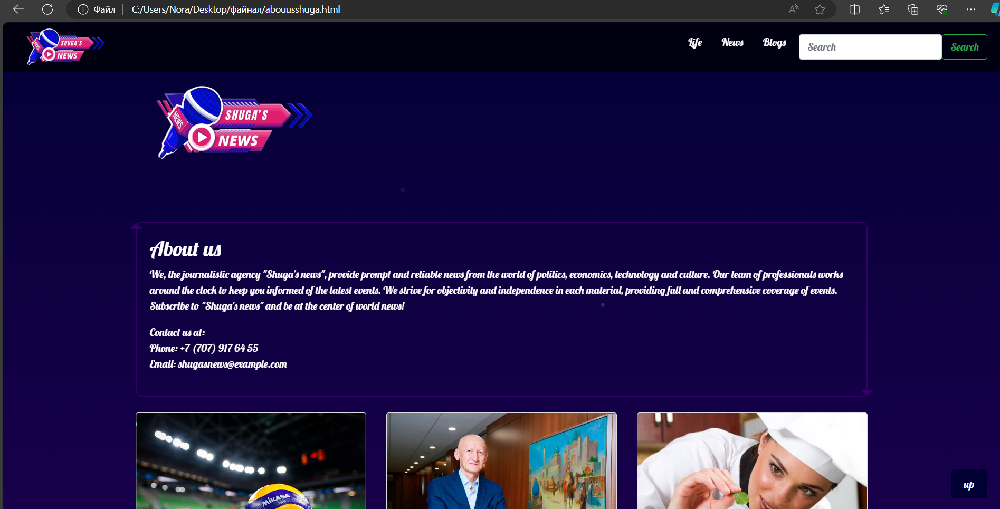 Файл
C:/Users/Nora/Desktop/файнал/abouusshuga.html
NEWS
SHUGA'S
NEWS
Life
News
Blogs
Search
Search
NEWS
SHUGA'S
NEWS
About us
We, the journalistic agency "Shuga's news", provide prompt and reliable news from the world of politics, economics, technology and culture. Our team of professionals works
around the clock to keep you informed of the latest events. We strive for objectivity and independence in each material, providing full and comprehensive coverage of events.
Subscribe to "Shuga's news" and be at the center of world news!
Contact us at:
Phone: +7 (707) 917 64 55
Email: shugasnews@example.com
MIKASA
up